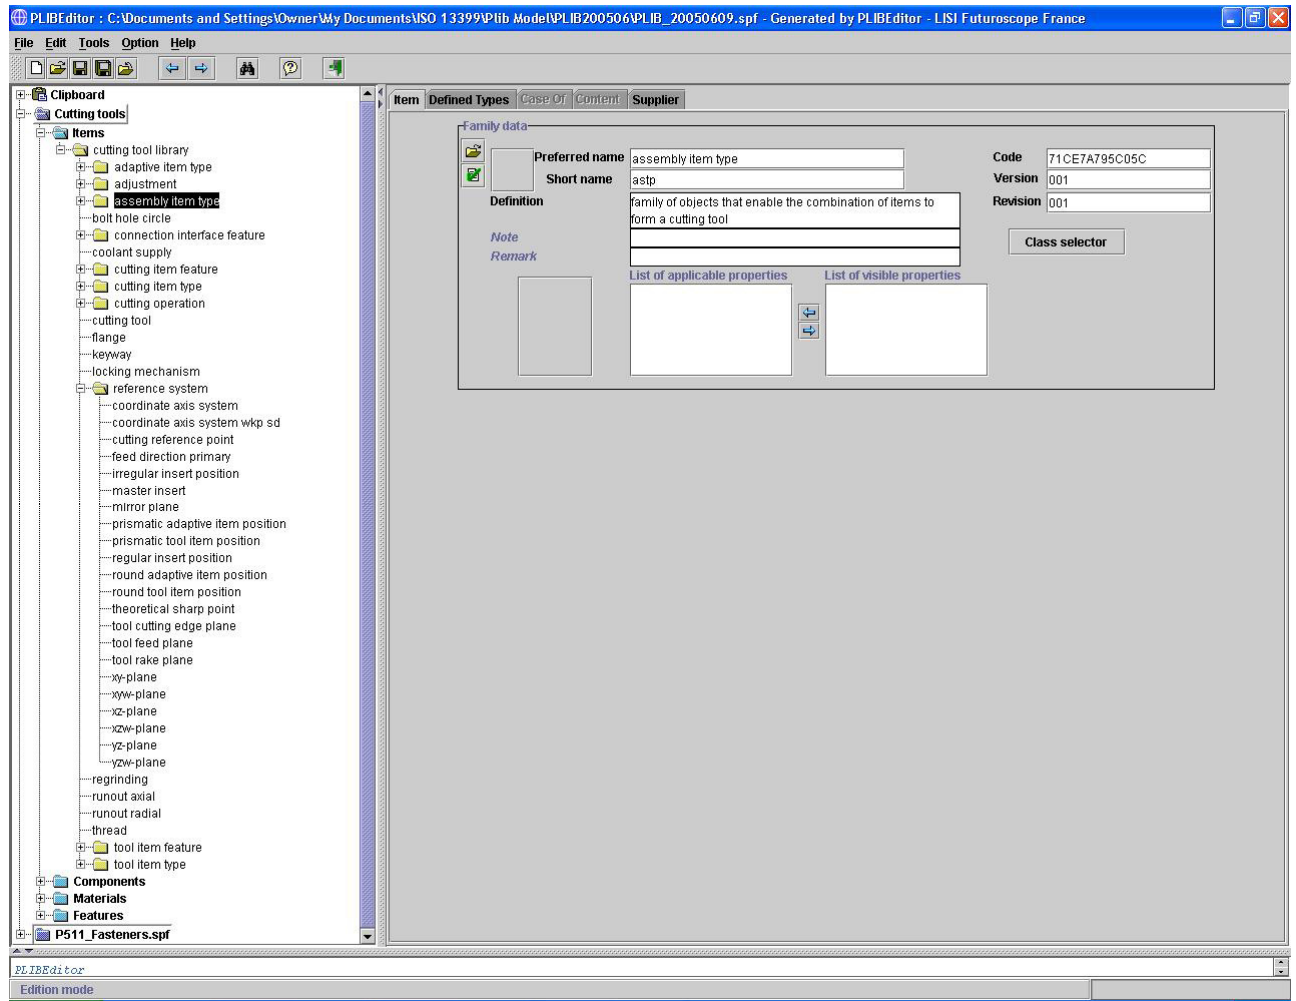 PLIBEditor : C:\Documents and Settings\Owner\My Documents\ISO 13399\Plib Model\PLIB200506\PLIB_20050609.spf - Generated by PLIBEditor - LISI Futuroscope France
File Edit Tools Option Help
Clipboard
Cutting tools
Items
cutting tool library
adaptive item type
adjustment
assembly item type
bolt hole circle
connection interface feature
coolant supply
cutting item feature
cutting item type
cutting operation
cutting tool
flange
keyway
locking mechanism
reference system
coordinate axis system
coordinate axis system wkp sd
cutting reference point
feed direction primary
irregular insert position
master insert
mirror plane
prismatic adaptive item position
prismatic tool item position
regular insert position
round adaptive item position
round tool item position
theoretical sharp point
tool cutting edge plane
tool feed plane
tool rake plane
xy-plane
xyw-plane
xz-plane
xzw-plane
yz-plane
yzw-plane
regrinding
runout axial
runout radial
thread
tool item feature
tool item type
Components
Materials
Features
P511_Fasteners.spf
Item Defined Types Case Of Content Supplier
Family data
Preferred name assembly item type Code 71CE7A795C05C
Short name astp Version 001
Definition family of objects that enable the combination of items to Revision 001
form a cutting tool
Note
Class selector
Remark
List of applicable properties List of visible properties
PLIBEditor
Edition mode